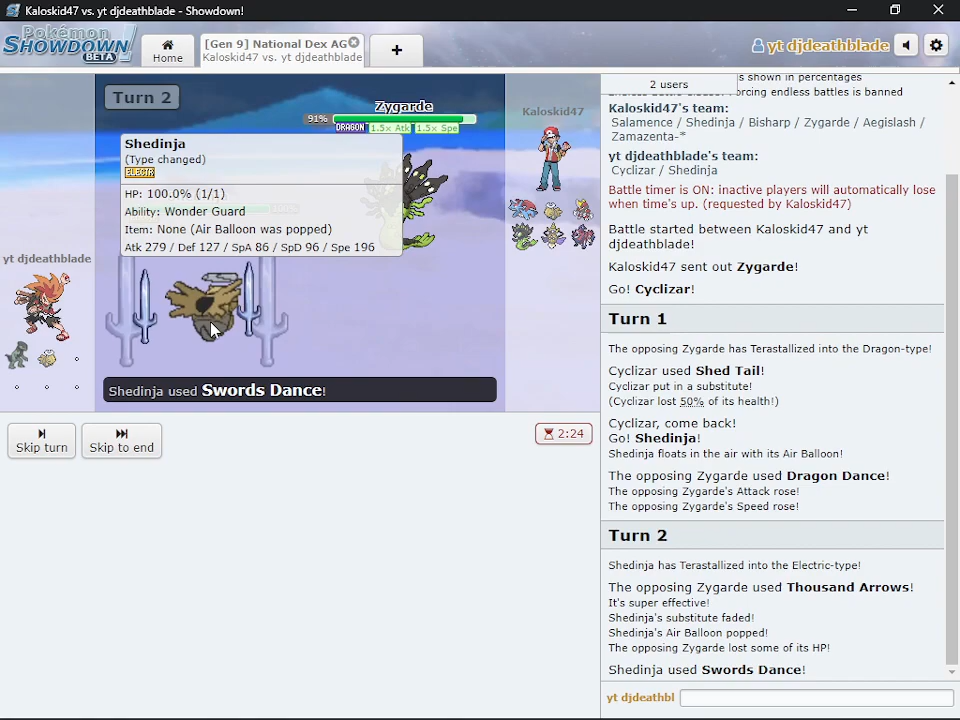 Kaloskid47 vs. yt djdeathblade - Showdown!
Pokémon
SHOWDOWN
BETA
Home
[Gen 9] National Dex AG
Kaloskid47 vs. yt djdeathblade
+
yt djdeathblade
Turn 2
Zygarde
91%
DRAGON 1.5× Atk 1.5× Spe
Shedinja
(Type changed)
ELECTR
HP: 100.0% (1/1)
Ability: Wonder Guard
Item: None (Air Balloon was popped)
Atk 279 / Def 127 / SpA 86 / SpD 96 / Spe 196
Kaloskid47
yt djdeathblade
Shedinja used Swords Dance!
Skip turn
Skip to end
2:24
2 users
s shown in percentages
orcing endless battles is banned
Kaloskid47's team:
Salamence / Shedinja / Bisharp / Zygarde / Aegislash /
Zamazenta-*
yt djdeathblade's team:
Cyclizar / Shedinja
Battle timer is ON: inactive players will automatically lose
when time's up. (requested by Kaloskid47)
Battle started between Kaloskid47 and yt
djdeathblade!
Kaloskid47 sent out Zygarde!
Go! Cyclizar!
Turn 1
The opposing Zygarde has Terastallized into the Dragon-type!
Cyclizar used Shed Tail!
Cyclizar put in a substitute!
(Cyclizar lost 50% of its health!)
Cyclizar, come back!
Go! Shedinja!
Shedinja floats in the air with its Air Balloon!
The opposing Zygarde used Dragon Dance!
The opposing Zygarde's Attack rose!
The opposing Zygarde's Speed rose!
Turn 2
Shedinja has Terastallized into the Electric-type!
The opposing Zygarde used Thousand Arrows!
It's super effective!
Shedinja's substitute faded!
Shedinja's Air Balloon popped!
The opposing Zygarde lost some of its HP!
Shedinja used Swords Dance!
yt djdeathbl